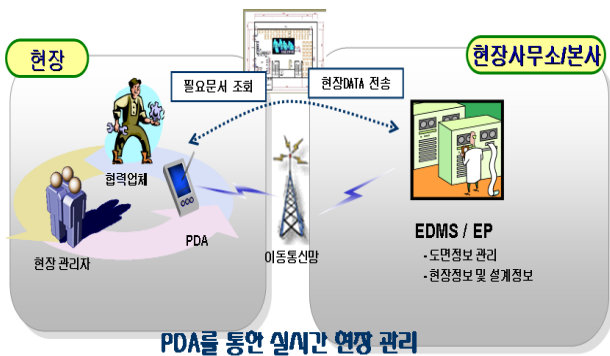 현장
현장사무소/본사
필요문서 조회
현장DATA 전송
협력업체
현장 관리자
PDA
이동통신망
EDMS / EP
- 도면정보 관리
- 현장정보 및 설계정보
PDA를 통한 실시간 현장 관리